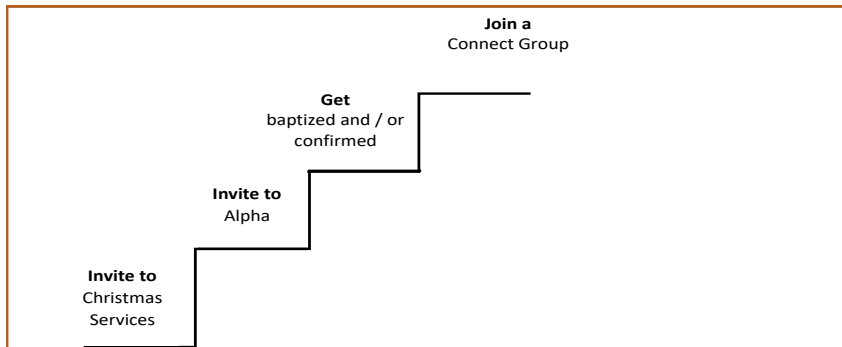 Join a
Connect Group
Get
baptized and / or
confirmed
Invite to
Alpha
Invite to
Christmas
Services